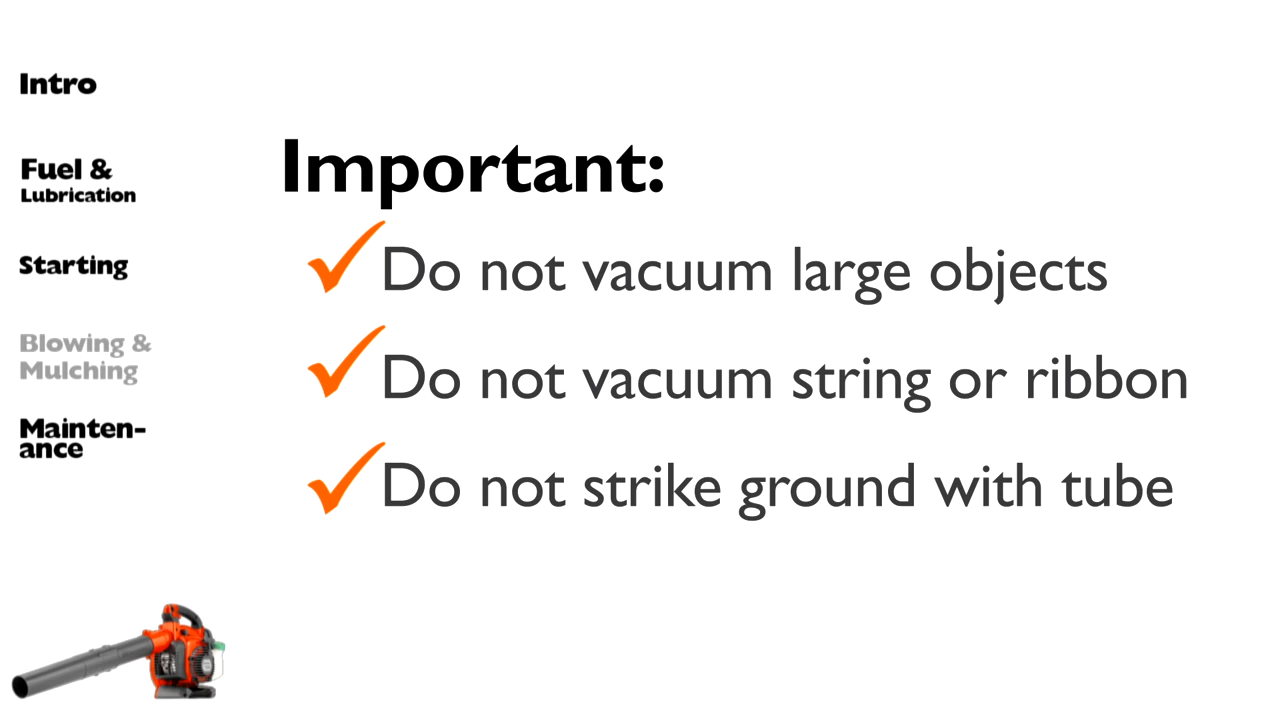 Intro
Fuel &
Lubrication
Starting
Blowing &
Mulching
Mainten-
ance
Important:
Do not vacuum large objects
Do not vacuum string or ribbon
Do not strike ground with tube